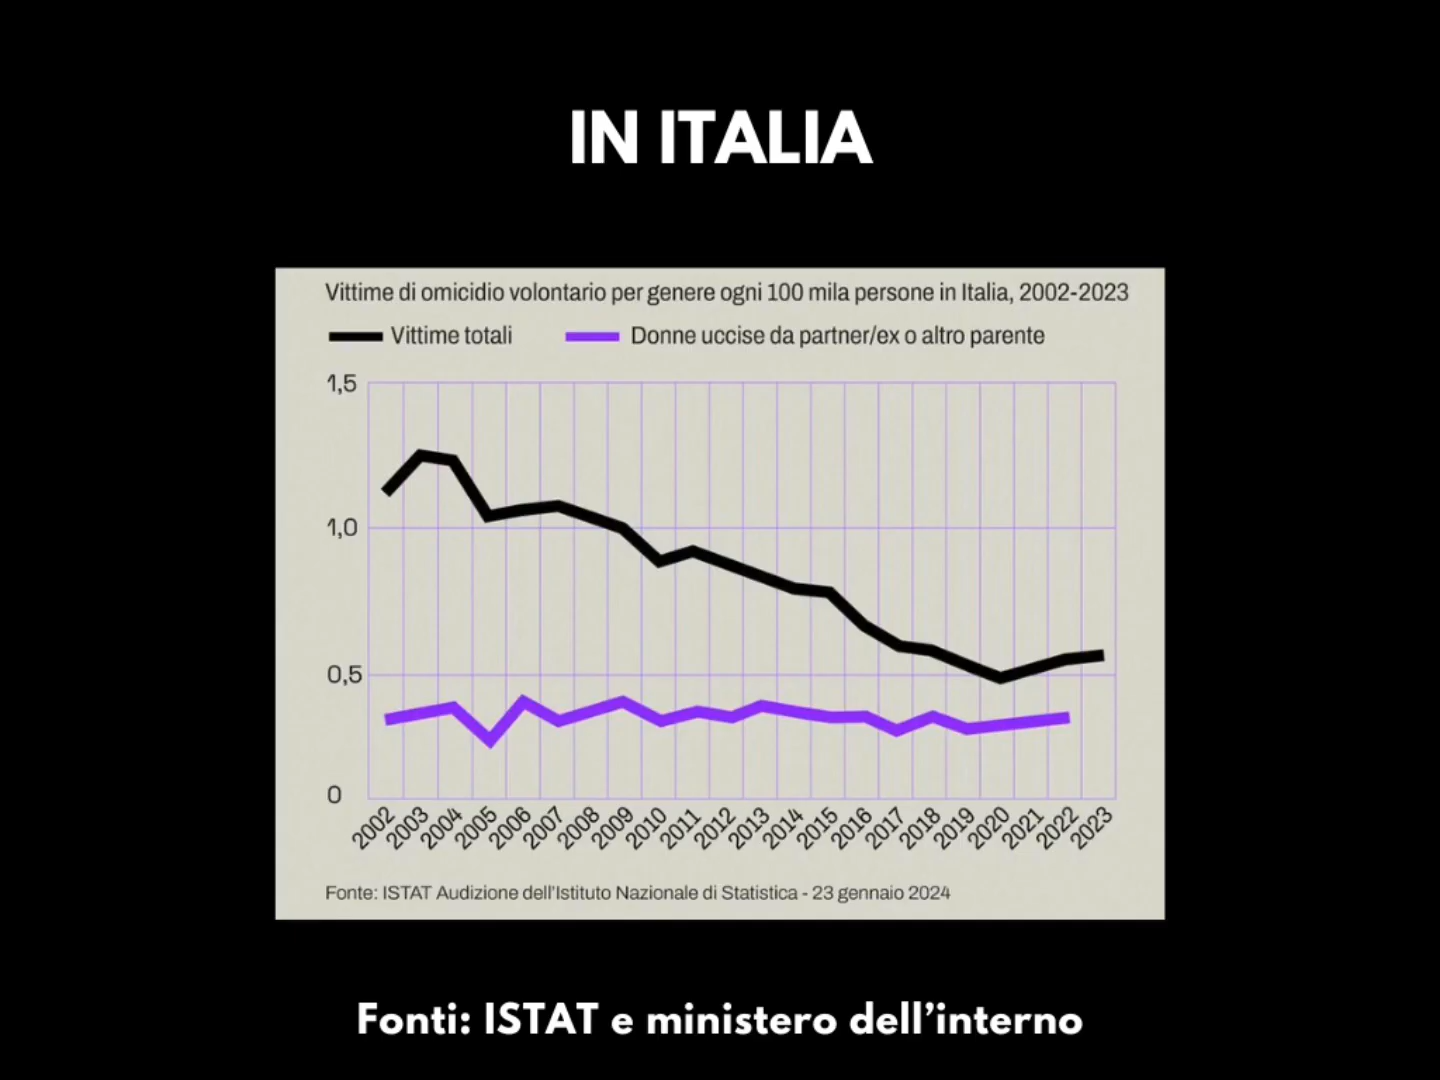 IN ITALIA
Vittime di omicidio volontario per genere ogni 100 mila persone in Italia, 2002-2023
Vittime totali Donne uccise da partner/ex o altro parente
1,5
1,0
0,5
0
2002 2003 2004 2005 2006 2007 2008 2009 2010 2011 2012 2013 2014 2015 2016 2017 2018 2019 2020 2021 2022 2023
Fonte: ISTAT Audizione dell'Istituto Nazionale di Statistica - 23 gennaio 2024
Fonti: ISTAT e ministero dell’interno